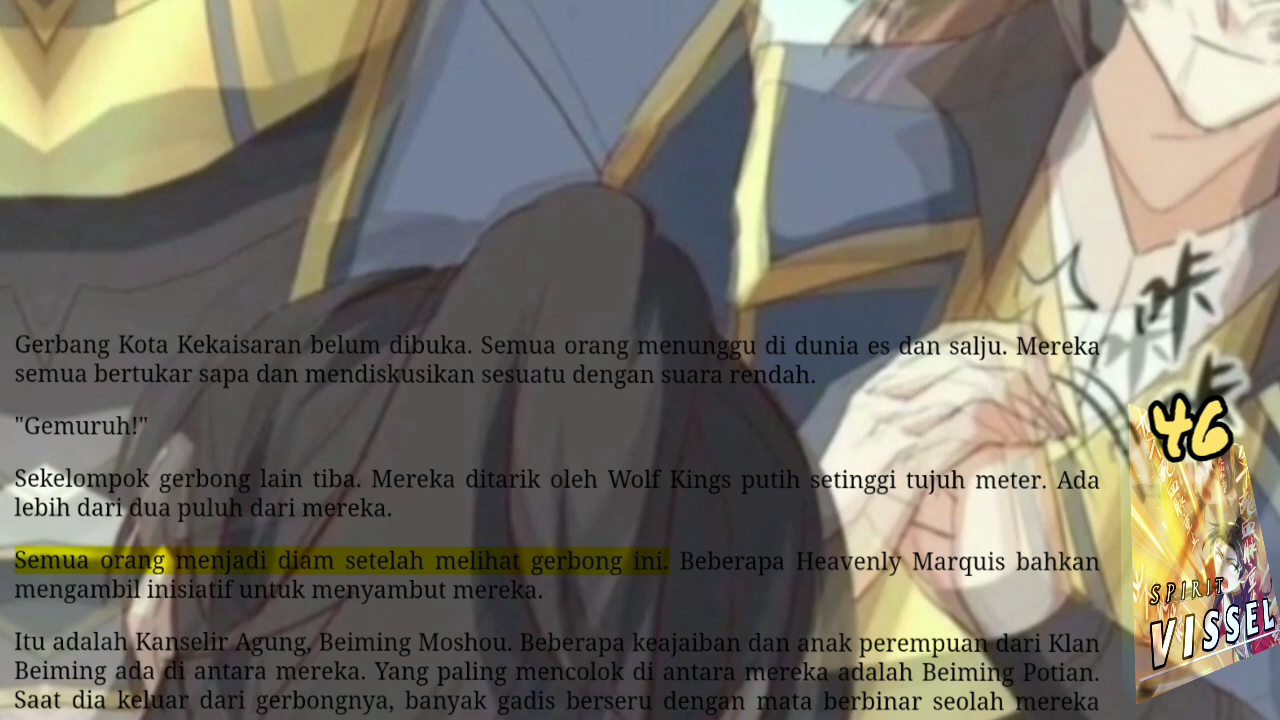 Gerbang Kota Kekaisaran belum dibuka. Semua orang menunggu di dunia es dan salju. Mereka
semua bertukar sapa dan mendiskusikan sesuatu dengan suara rendah.
"Gemuruh!"
Sekelompok gerbong lain tiba. Mereka ditarik oleh Wolf Kings putih setinggi tujuh meter. Ada
lebih dari dua puluh dari mereka.
Semua orang menjadi diam setelah melihat gerbong ini. Beberapa Heavenly Marquis bahkan
mengambil inisiatif untuk menyambut mereka.
Itu adalah Kanselir Agung, Beiming Moshou. Beberapa keajaiban dan anak perempuan dari Klan
Beiming ada di antara mereka. Yang paling mencolok di antara mereka adalah Beiming Potian.
Saat dia keluar dari gerbongnya, banyak gadis berseru dengan mata berbinar seolah mereka
咔
46
SPIRIT
VISSEL